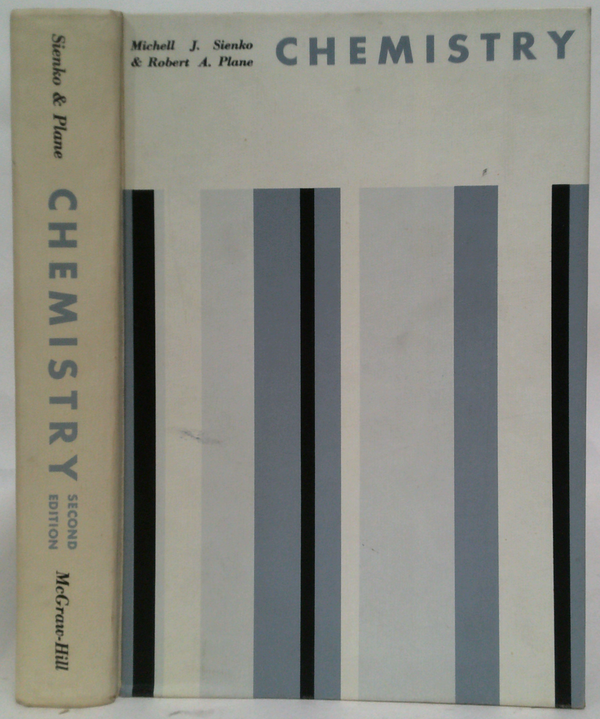 Sienko & Plane
CHEMISTRY
SECOND
EDITION
McGraw-Hill
Michell J. Sienko
& Robert A. Plane
CHEMISTRY